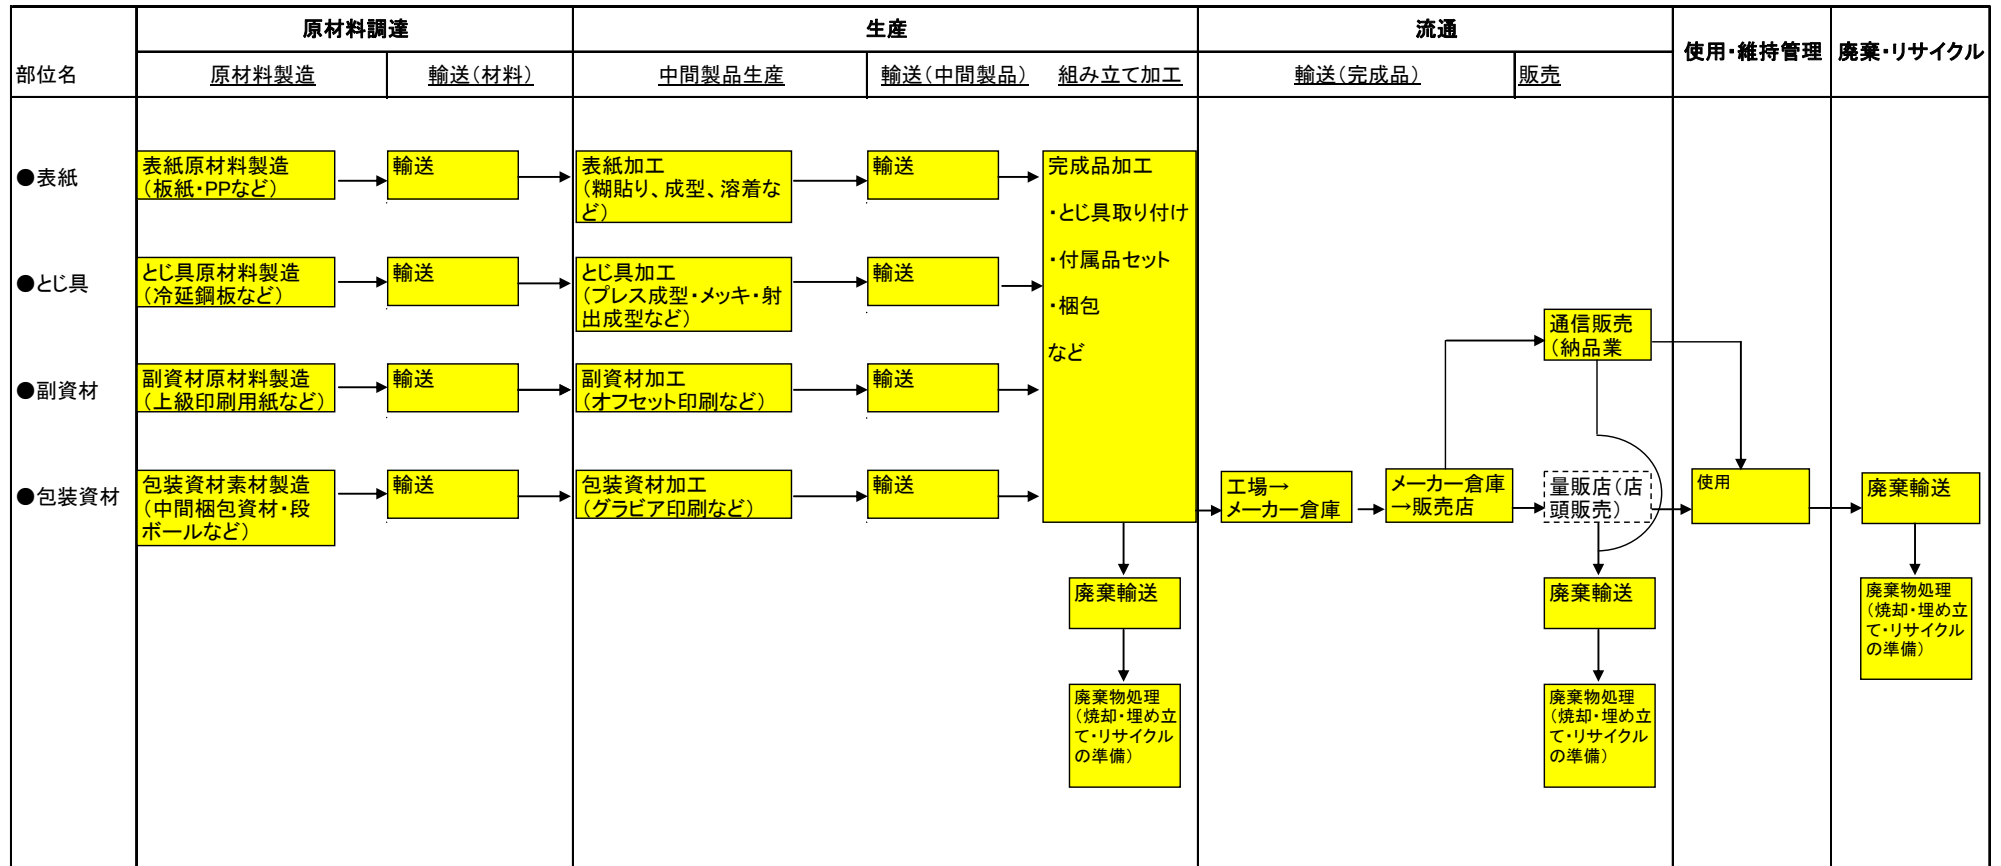 原材料調達
生産
流通
使用・維持管理
廃棄・リサイクル
部位名
原材料製造
輸送（材料）
中間製品生産
輸送（中間製品）
組み立て加工
輸送（完成品）
販売
●表紙
表紙原材料製造
（板紙・PPなど）
輸送
表紙加工
（糊貼り、成型、溶着な
ど）
輸送
完成品加工
・とじ具取り付け
・付属品セット
・梱包
など
●とじ具
とじ具原材料製造
（冷延鋼板など）
輸送
とじ具加工
（プレス成型・メッキ・射
出成型など）
輸送
通信販売
（納品業
●副資材
副資材原材料製造
（上級印刷用紙など）
輸送
副資材加工
（オフセット印刷など）
輸送
●包装資材
包装資材素材製造
（中間梱包資材・段
ボールなど）
輸送
包装資材加工
（グラビア印刷など）
輸送
工場→
メーカー倉庫
メーカー倉庫
→販売店
量販店（店
頭販売）
使用
廃棄輸送
廃棄輸送
廃棄物処理
（焼却・埋め立
て・リサイクル
の準備）
廃棄輸送
廃棄物処理
（焼却・埋め立
て・リサイクル
の準備）
廃棄物処理
（焼却・埋め立
て・リサイクル
の準備）